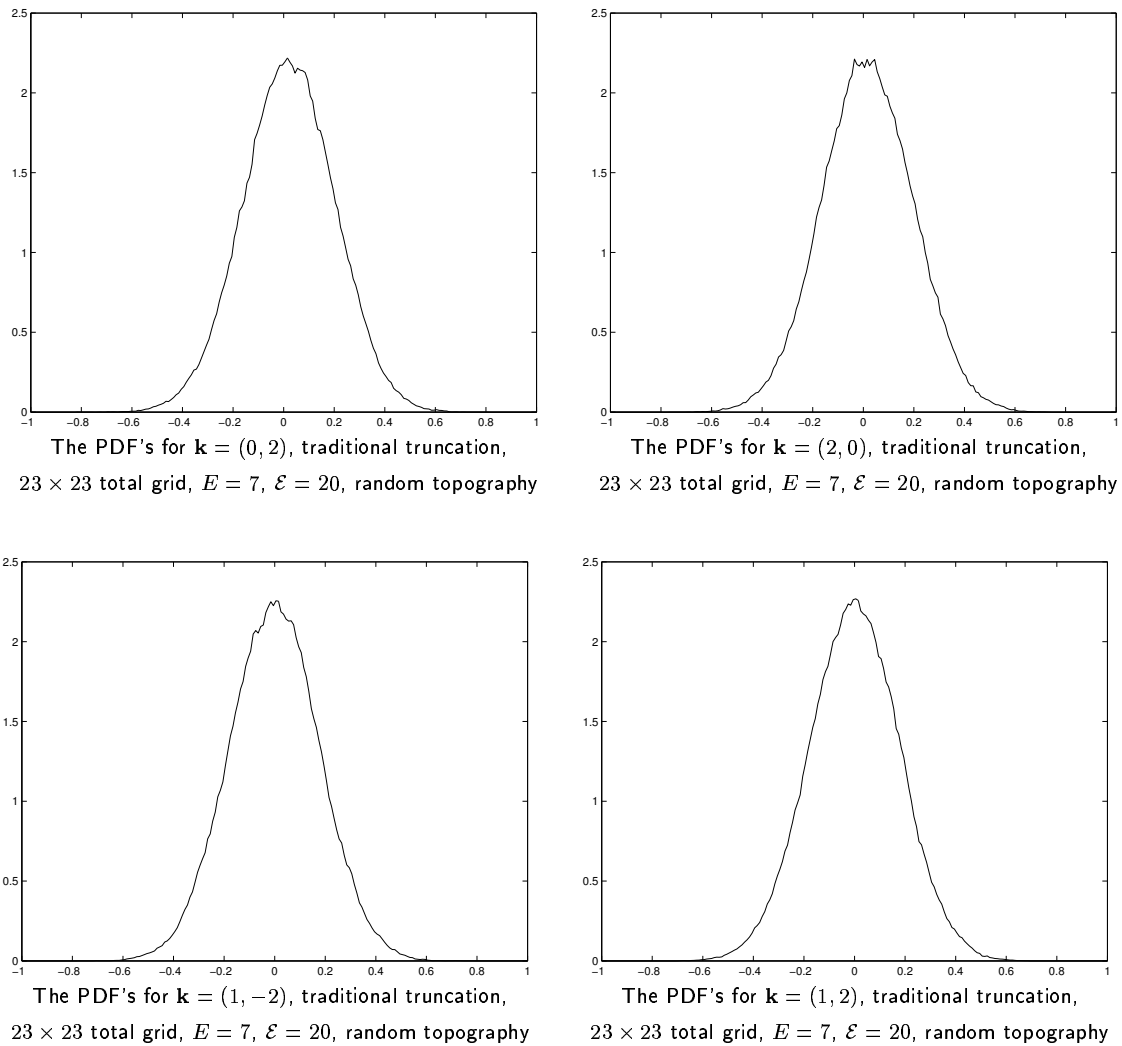 2.5
2
1.5
1
0.5
0
−1 −0.8 −0.6 −0.4 −0.2 0 0.2 0.4 0.6 0.8 1
The PDF's for k = (0, 2), traditional truncation,
23 × 23 total grid, E = 7, ℰ = 20, random topography
2.5
2
1.5
1
0.5
0
−1 −0.8 −0.6 −0.4 −0.2 0 0.2 0.4 0.6 0.8 1
The PDF's for k = (2, 0), traditional truncation,
23 × 23 total grid, E = 7, ℰ = 20, random topography
2.5
2
1.5
1
0.5
0
−1 −0.8 −0.6 −0.4 −0.2 0 0.2 0.4 0.6 0.8 1
The PDF's for k = (1, −2), traditional truncation,
23 × 23 total grid, E = 7, ℰ = 20, random topography
2.5
2
1.5
1
0.5
0
−1 −0.8 −0.6 −0.4 −0.2 0 0.2 0.4 0.6 0.8 1
The PDF's for k = (1, 2), traditional truncation,
23 × 23 total grid, E = 7, ℰ = 20, random topography